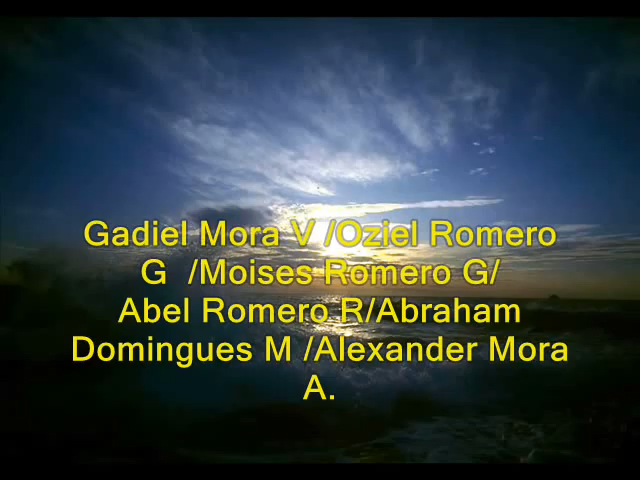 Gadiel Mora V /Oziel Romero
G  /Moises Romero G/
Abel Romero R/Abraham
Domingues M /Alexander Mora
A.